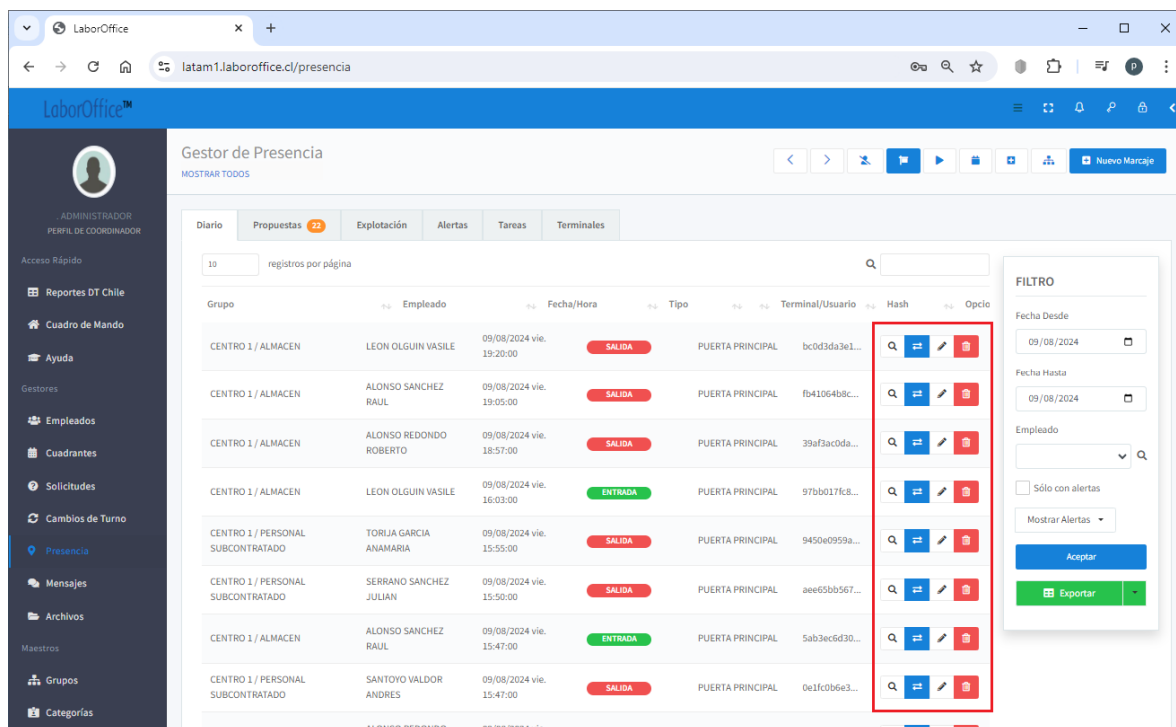 LaborOffice
latam1.laboroffice.cl/presencia
P
LaborOffice™
. ADMINISTRADOR
PERFIL DE COORDINADOR
Acceso Rápido
Reportes DT Chile
Cuadro de Mando
Ayuda
Gestores
Empleados
Cuadrantes
Solicitudes
Cambios de Turno
Presencia
Mensajes
Archivos
Maestros
Grupos
Categorías
Gestor de Presencia
MOSTRAR TODOS
Nuevo Marcaje
Diario Propuestas 22 Explotación Alertas Tareas Terminales
10 registros por página
Grupo Empleado Fecha/Hora Tipo Terminal/Usuario Hash Opcio
CENTRO 1 / ALMACEN LEON OLGUIN VASILE 09/08/2024 vie. 19:20:00 SALIDA PUERTA PRINCIPAL bc0d3da3e1...
CENTRO 1 / ALMACEN ALONSO SANCHEZ RAUL 09/08/2024 vie. 19:05:00 SALIDA PUERTA PRINCIPAL fb41064b8c...
CENTRO 1 / ALMACEN ALONSO REDONDO ROBERTO 09/08/2024 vie. 18:57:00 SALIDA PUERTA PRINCIPAL 39af3ac0da...
CENTRO 1 / ALMACEN LEON OLGUIN VASILE 09/08/2024 vie. 16:03:00 ENTRADA PUERTA PRINCIPAL 97bb017fc8...
CENTRO 1 / PERSONAL SUBCONTRATADO TORIJA GARCIA ANAMARIA 09/08/2024 vie. 15:55:00 SALIDA PUERTA PRINCIPAL 9450e0959a...
CENTRO 1 / PERSONAL SUBCONTRATADO SERRANO SANCHEZ JULIAN 09/08/2024 vie. 15:50:00 SALIDA PUERTA PRINCIPAL aee65bb567...
CENTRO 1 / ALMACEN ALONSO SANCHEZ RAUL 09/08/2024 vie. 15:47:00 ENTRADA PUERTA PRINCIPAL 5ab3ec6d30...
CENTRO 1 / PERSONAL SUBCONTRATADO SANTOYO VALDOR ANDRES 09/08/2024 vie. 15:47:00 SALIDA PUERTA PRINCIPAL 0e1fc0b6e3...
FILTRO
Fecha Desde
09/08/2024
Fecha Hasta
09/08/2024
Empleado
Sólo con alertas
Mostrar Alertas
Aceptar
Exportar